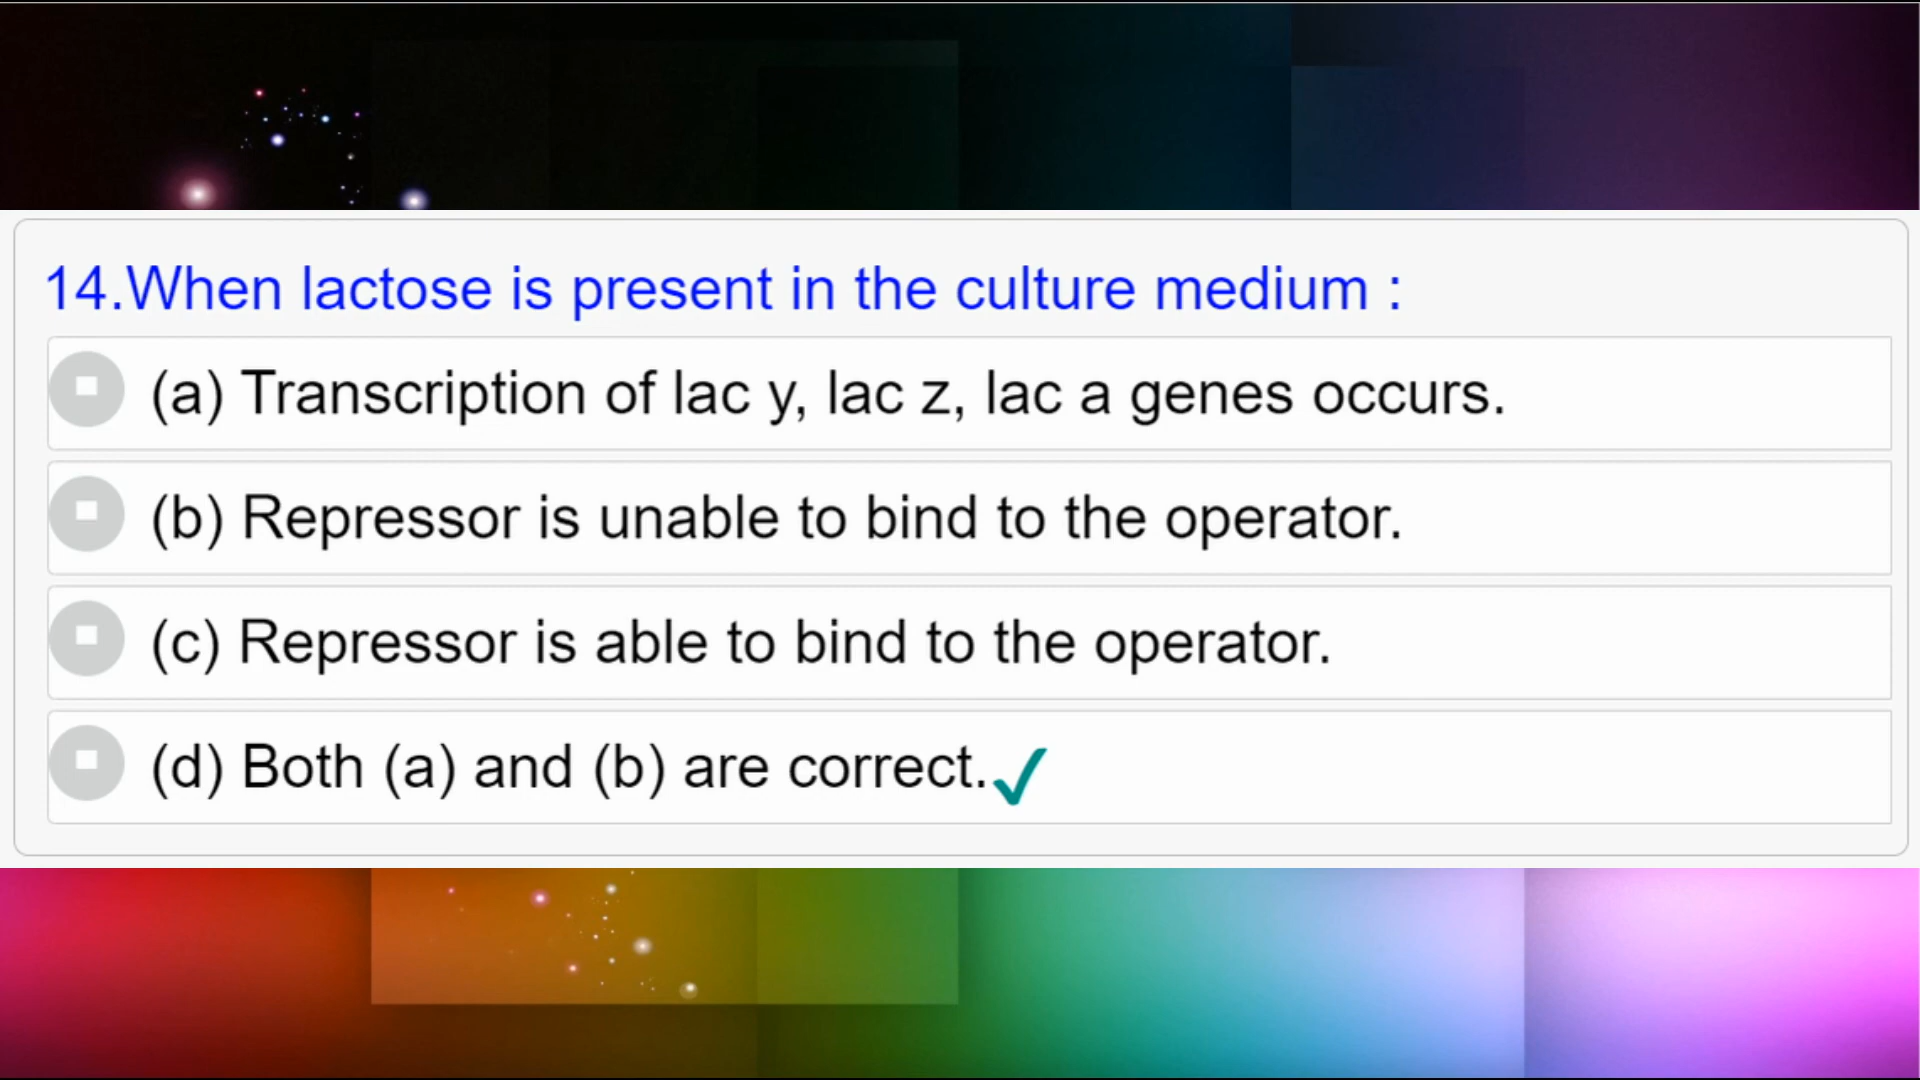 14.When lactose is present in the culture medium :
(a) Transcription of lac y, lac z, lac a genes occurs.
(b) Repressor is unable to bind to the operator.
(c) Repressor is able to bind to the operator.
(d) Both (a) and (b) are correct.